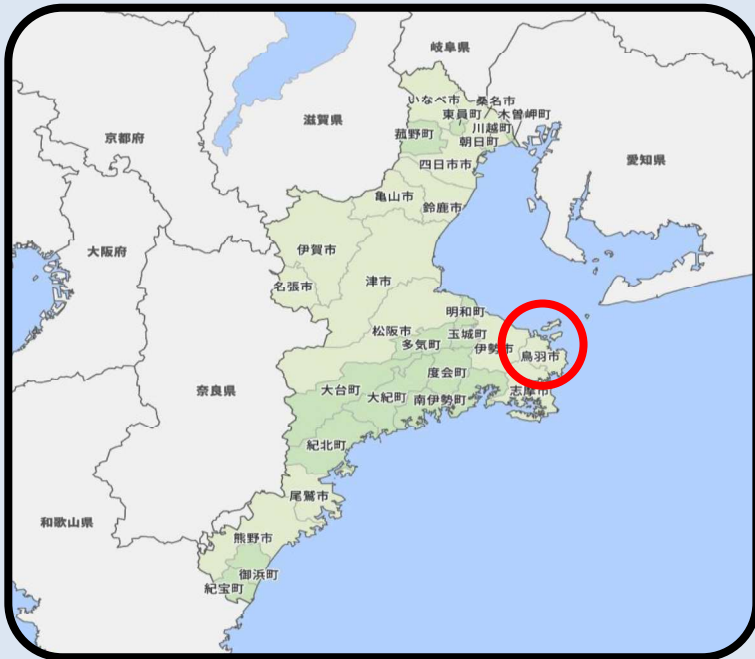 岐阜県
いなべ市
桑名市
東員町
木曽岬町
滋賀県
川越町
菰野町
朝日町
京都府
四日市市
愛知県
亀山市
鈴鹿市
大阪府
伊賀市
津市
名張市
明和町
松阪市
玉城町
多気町
伊勢市
鳥羽市
度会町
奈良県
大台町
大紀町
南伊勢町
志摩市
紀北町
尾鷲市
和歌山県
熊野市
御浜町
紀宝町